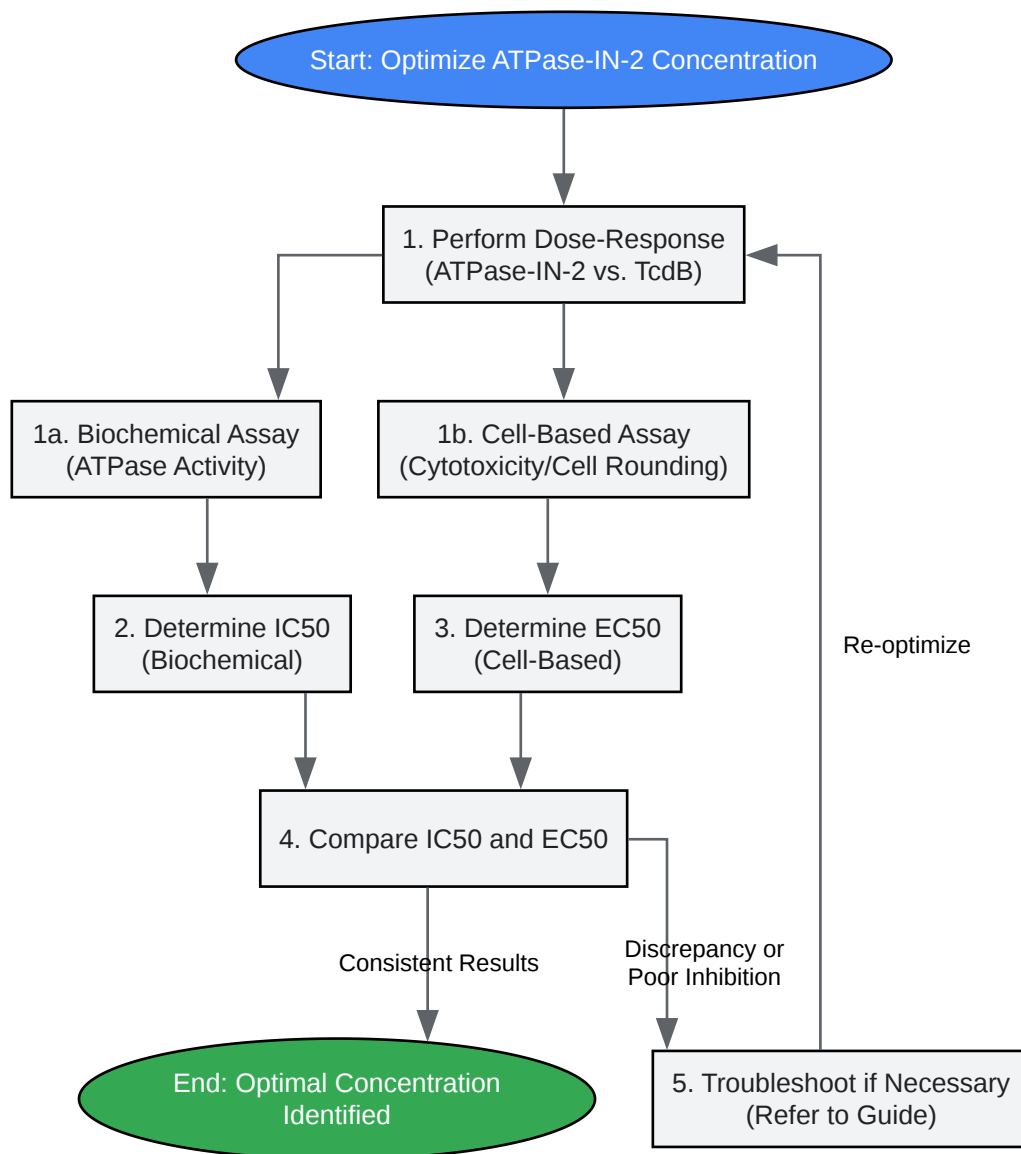 Start: Optimize ATPase-IN-2 Concentration
1. Perform Dose-Response
(ATPase-IN-2 vs. TcdB)
1a. Biochemical Assay
(ATPase Activity)
1b. Cell-Based Assay
(Cytotoxicity/Cell Rounding)
2. Determine IC50
(Biochemical)
3. Determine EC50
(Cell-Based)
Re-optimize
4. Compare IC50 and EC50
Consistent Results
Discrepancy or
Poor Inhibition
End: Optimal Concentration
Identified
5. Troubleshoot if Necessary
(Refer to Guide)